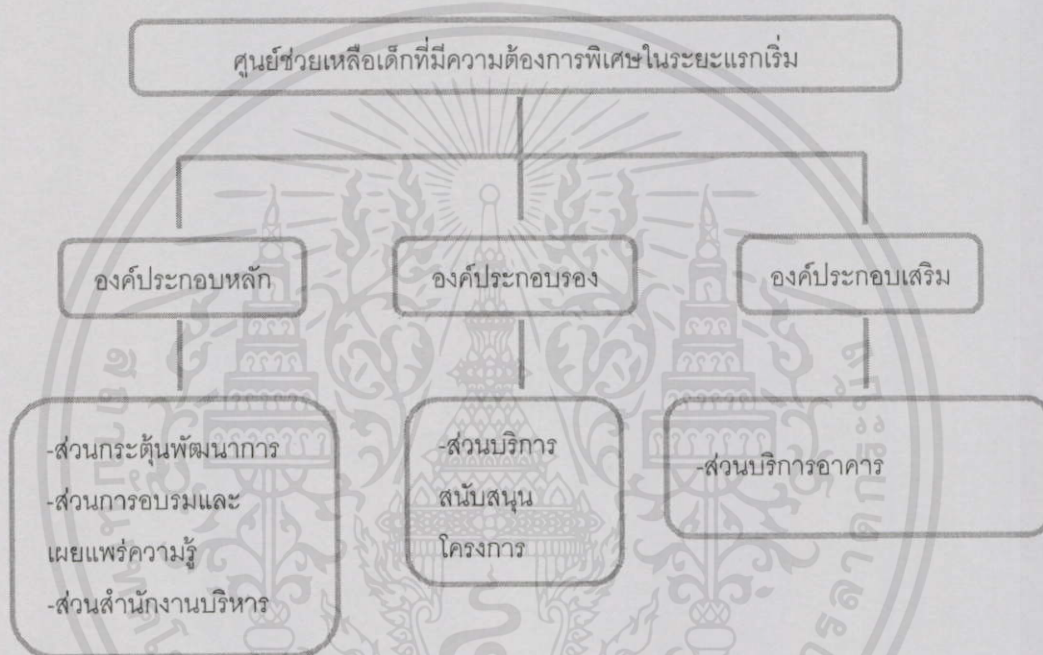 ศูนย์ช่วยเหลือเด็กที่มีความต้องการพิเศษในระยะแรกเริ่ม
องค์ประกอบหลัก
องค์ประกอบรอง
องค์ประกอบเสริม
-ส่วนกระตุ้นพัฒนาการ
-ส่วนการอบรมและ
เผยแพร่ความรู้
-ส่วนสำนักงานบริหาร
-ส่วนบริการ
สนับสนุน
โครงการ
-ส่วนบริการอาคาร